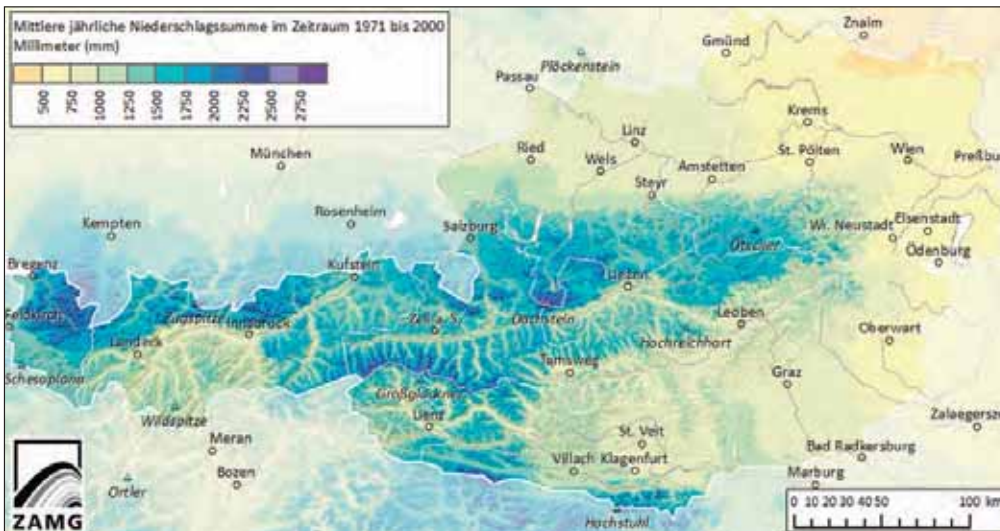 Mittlere jährliche Niederschlagssumme im Zeitraum 1971 bis 2000
Millimeter (mm)
500 750 1000 1250 1500 1750 2000 2250 2500 2750
Znaim
Gmünd
Plöckenstein
Passau
Krems
Linz
Ried
Wels
Amstetten
St. Pölten
Wien
Preßbu
München
Steyr
Kempten
Rosenheim
Salzburg
Ötscher
Wr. Neustadt
Eisenstadt
Ödenburg
Bregenz
Kufstein
Liezen
Feldkirch
Zugspitze
Innsbruck
Zell a. S.
Dachstein
Leoben
Landeck
Hochreichhart
Oberwart
Schesaplana
Tamsweg
Graz
Großglockner
Wildspitze
Lienz
Zalaegersze
Meran
St. Veit
Bad Radkersburg
Bozen
Villach
Klagenfurt
Marburg
Ortler
Hochstuhl
0 10 20 30 40 50 100 km
ZAMG